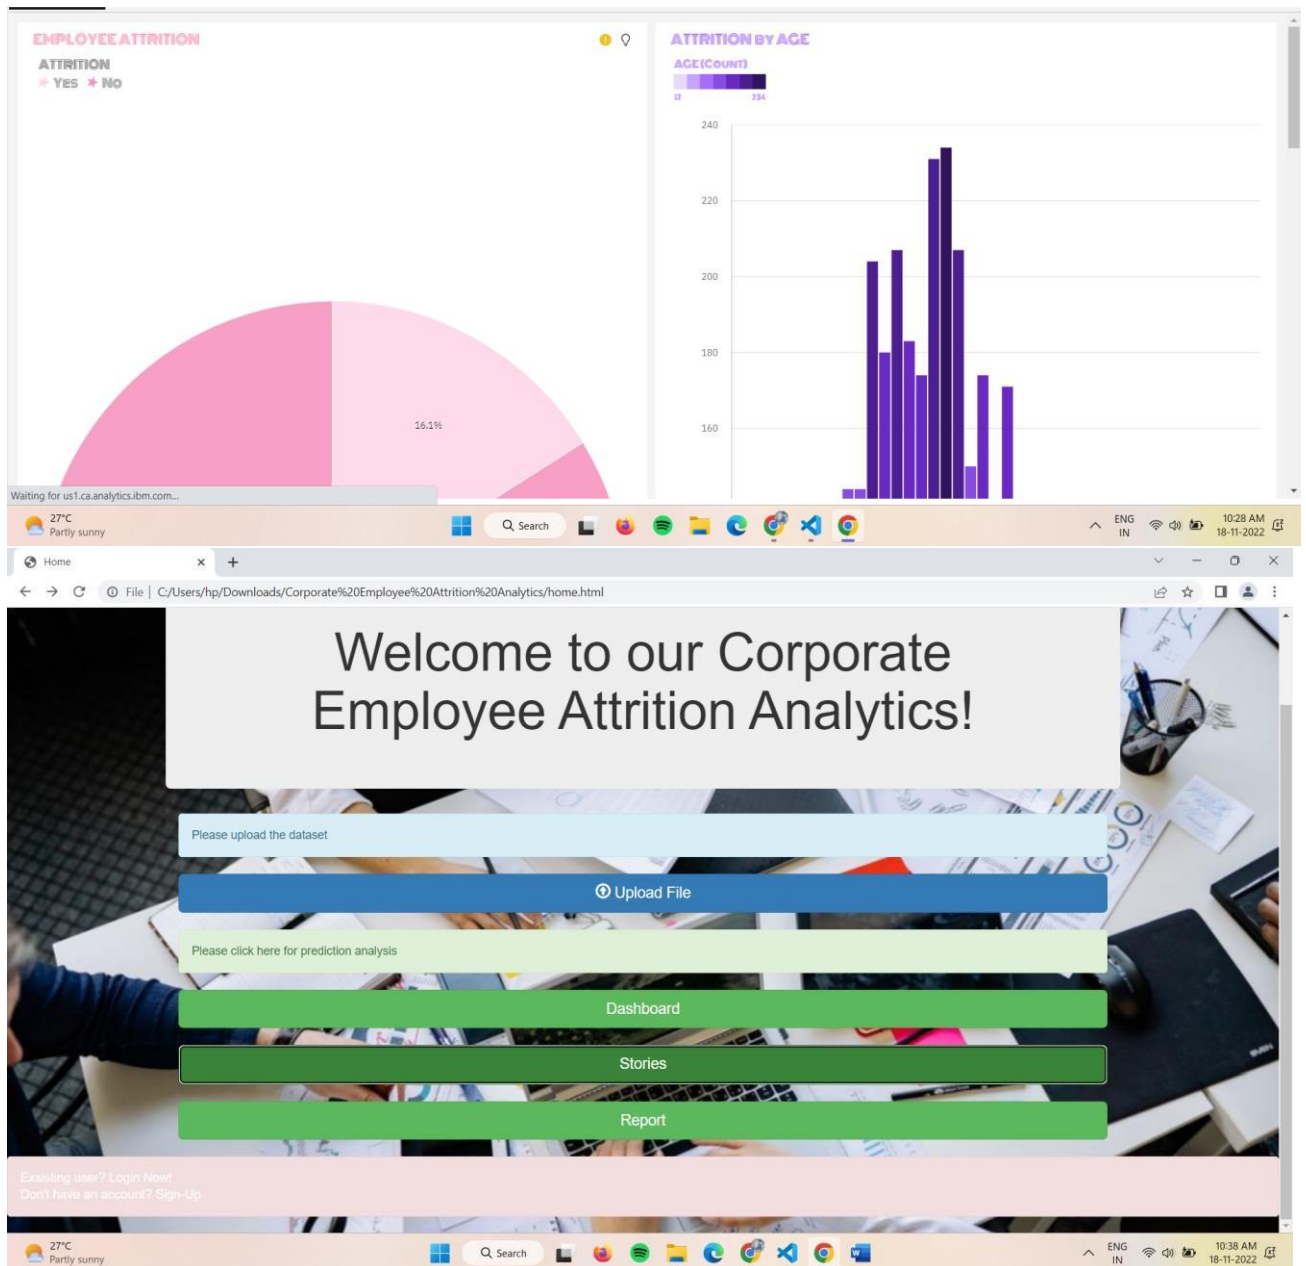 EMPLOYEE ATTRITION
ATTRITION
YES NO
16.1%
ATTRITION BY AGE
AGE (COUNT)
12 234
240
220
200
180
160
Waiting for us1.ca.analytics.ibm.com...
27°C
Partly sunny
Search
ENG
IN
10:28 AM
18-11-2022
Home
File | C:/Users/hp/Downloads/Corporate%20Employee%20Attrition%20Analytics/home.html
Welcome to our Corporate
Employee Attrition Analytics!
Please upload the dataset
Upload File
Please click here for prediction analysis
Dashboard
Stories
Report
Exsisting user? Login Now!
Don't have an account? Sign-Up
27°C
Partly sunny
Search
ENG
IN
10:38 AM
18-11-2022